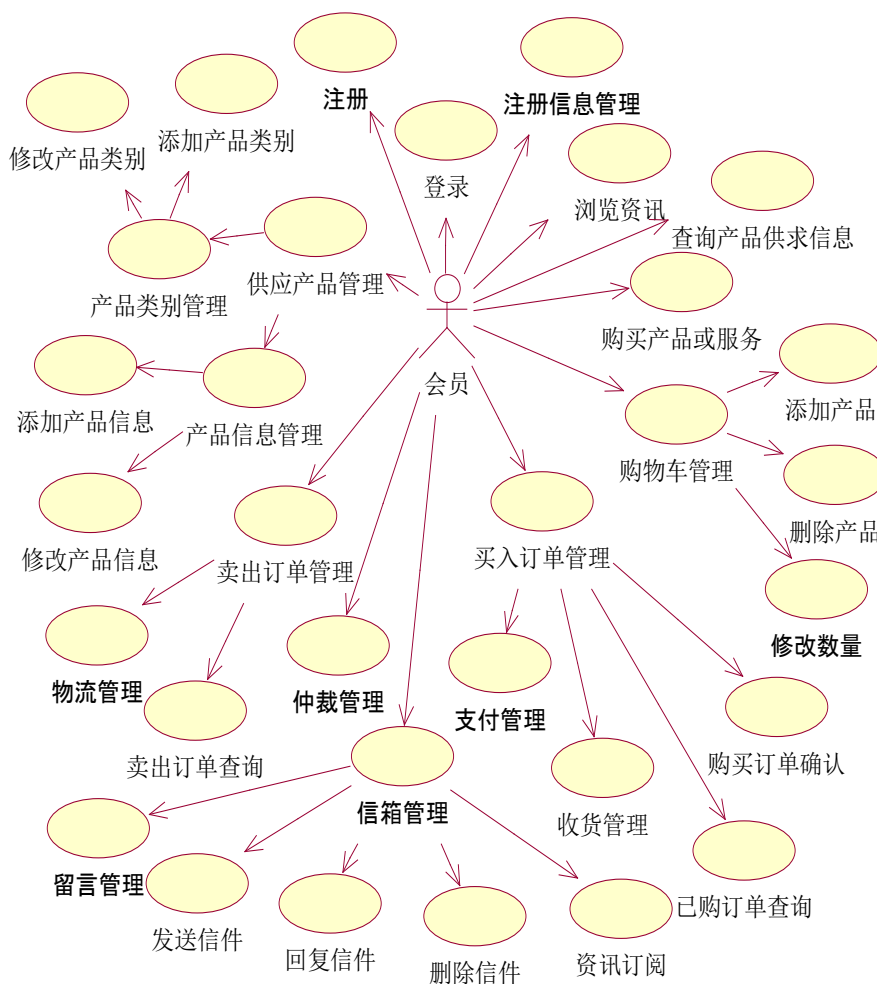 注册
注册信息管理
添加产品类别
修改产品类别
登录
浏览资讯
查询产品供求信息
供应产品管理
产品类别管理
购买产品或服务
会员
添加产品
添加产品信息
产品信息管理
购物车管理
删除产品
修改产品信息
卖出订单管理
买入订单管理
修改数量
物流管理
仲裁管理
支付管理
卖出订单查询
购买订单确认
信箱管理
收货管理
留言管理
已购订单查询
发送信件
回复信件
删除信件
资讯订阅